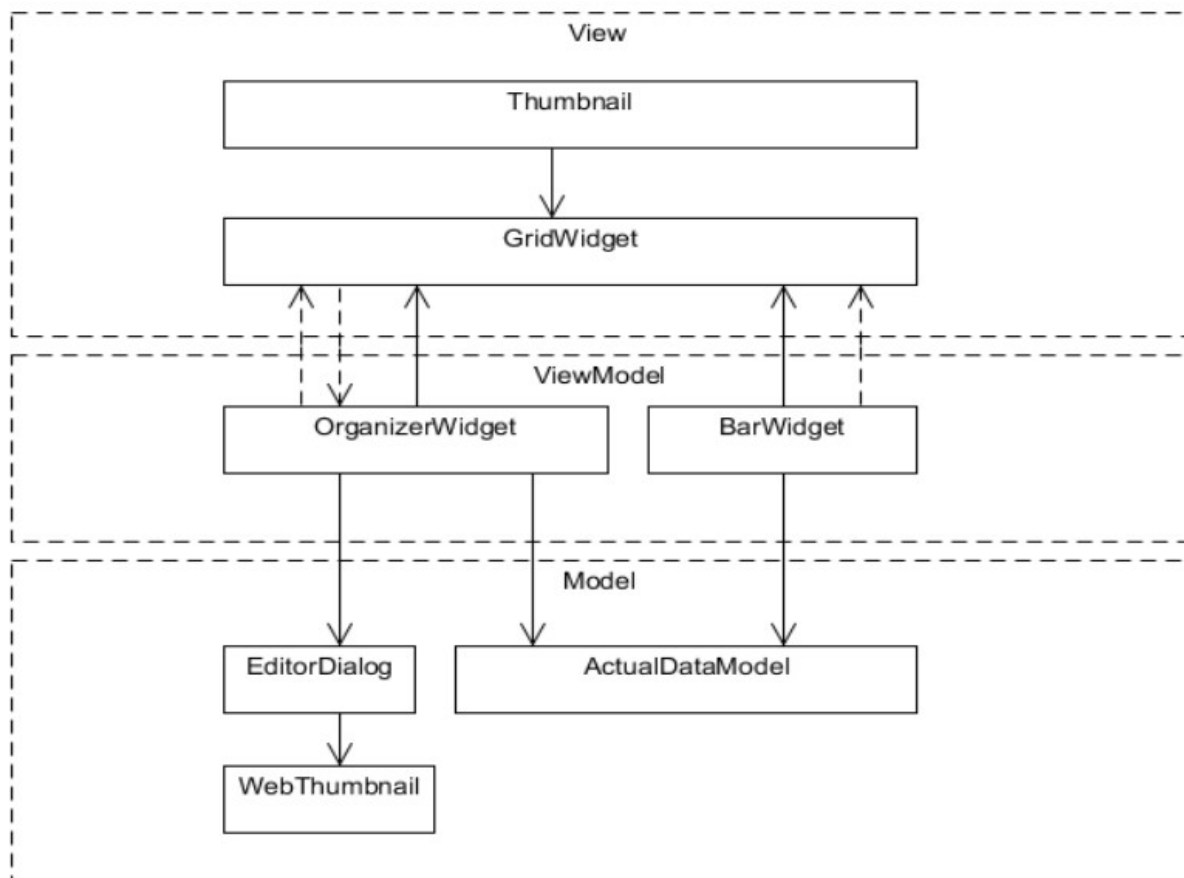 View
Thumbnail
GridWidget
ViewModel
OrganizerWidget
BarWidget
Model
EditorDialog
ActualDataModel
WebThumbnail